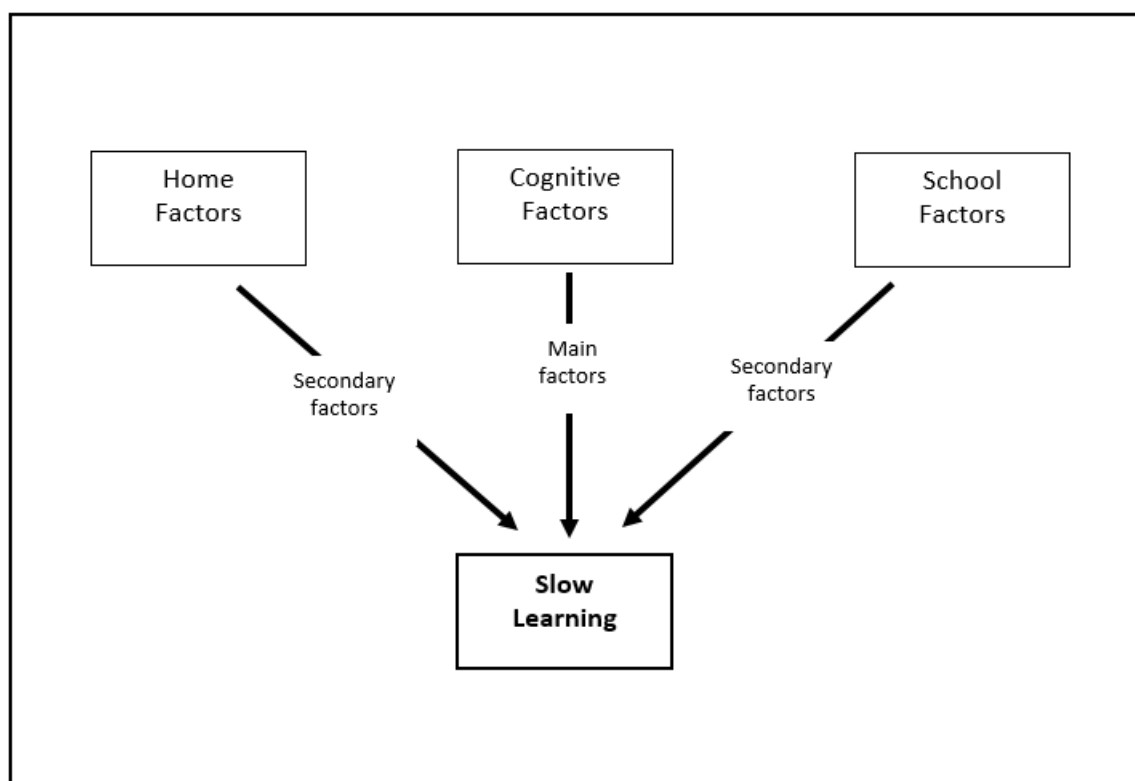 Home
Factors
Cognitive
Factors
School
Factors
Secondary
factors
Main
factors
Secondary
factors
Slow
Learning